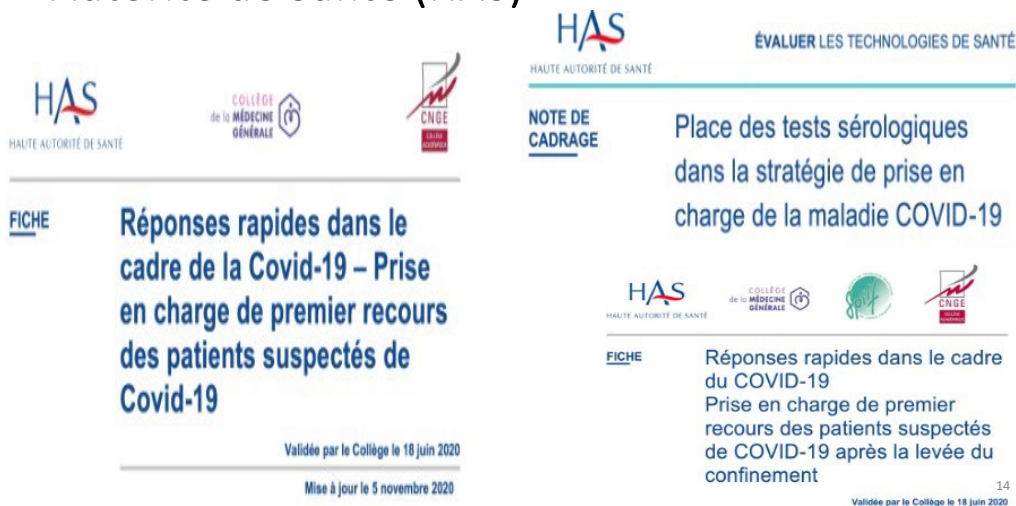 (HAS)
HAS
HAUTE AUTORITÉ DE SANTÉ
COLLÈGE
de la MÉDECINE
GÉNÉRALE
CNGE
COLLÈGE
ACADÉMIQUE
FICHE
Réponses rapides dans le
cadre de la Covid-19 – Prise
en charge de premier recours
des patients suspectés de
Covid-19
Validée par le Collège le 18 juin 2020
Mise à jour le 5 novembre 2020
HAS
HAUTE AUTORITÉ DE SANTÉ
ÉVALUER LES TECHNOLOGIES DE SANTÉ
NOTE DE
CADRAGE
Place des tests sérologiques
dans la stratégie de prise en
charge de la maladie COVID-19
HAS
HAUTE AUTORITÉ DE SANTÉ
COLLÈGE
de la MÉDECINE
GÉNÉRALE
Spilf
CNGE
FICHE
Réponses rapides dans le cadre
du COVID-19
Prise en charge de premier
recours des patients suspectés
de COVID-19 après la levée du
confinement
14
Validée par le Collège le 18 juin 2020